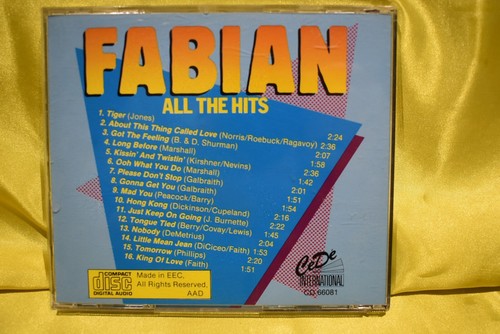 FABIAN
ALL THE HITS
1. Tiger (Jones) 2:24
2. About This Thing Called Love (Norris/Roebuck/Ragavoy) 2:36
3. Got The Feeling (B. & D. Shurman) 2:07
4. Long Before (Marshall) 1:58
5. Kissin' And Twistin' (Kirshner/Nevins) 2:36
6. Ooh What You Do (Marshall) 1:42
7. Please Don't Stop (Galbraith) 2:01
8. Gonna Get You (Galbraith) 1:51
9. Mad You (Peacock/Barry) 1:54
10. Hong Kong (Dickinson/Cupeland) 2:16
11. Just Keep On Going (J. Burnette) 2:22
12. Tongue Tied (Berry/Covay/Lewis) 1:45
13. Nobody (DeMetrius) 2:04
14. Little Mean Jean (DiCiceo/Faith) 1:53
15. Tomorrow (Phillips) 2:20
16. King Of Love (Faith) 1:51
COMPACT
disc
DIGITAL AUDIO
Made in EEC,
All Rights Reserved.
AAD
CeDe
INTERNATIONAL
CD 66081